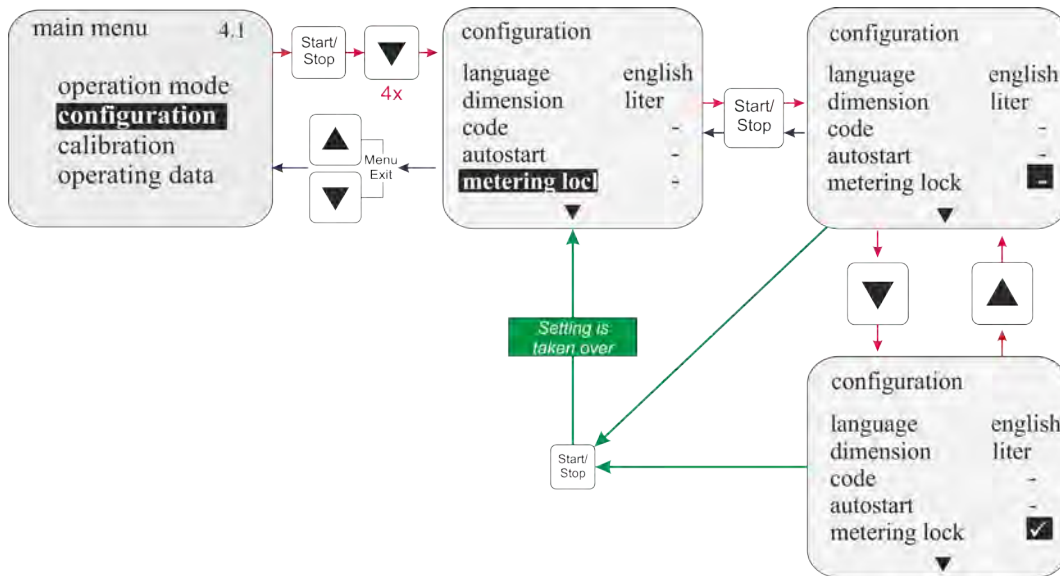 main menu 4.1
operation mode
configuration
calibration
operating data
Start/
Stop
4x
Menu
Exit
configuration
language english
dimension liter
code -
autostart -
metering locl -
Start/
Stop
configuration
language english
dimension liter
code -
autostart -
metering lock -
Setting is
taken over
Start/
Stop
configuration
language english
dimension liter
code -
autostart -
metering lock ✓